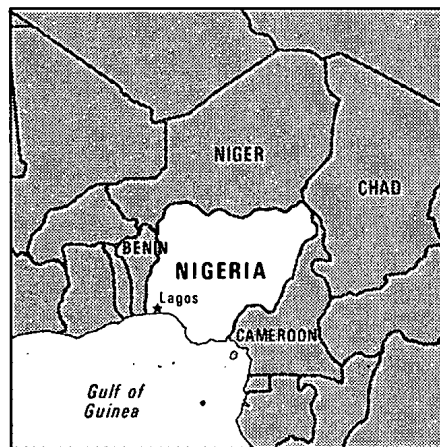 NIGER
CHAD
BENIN
NIGERIA
Lagos
CAMEROON
Gulf of
Guinea